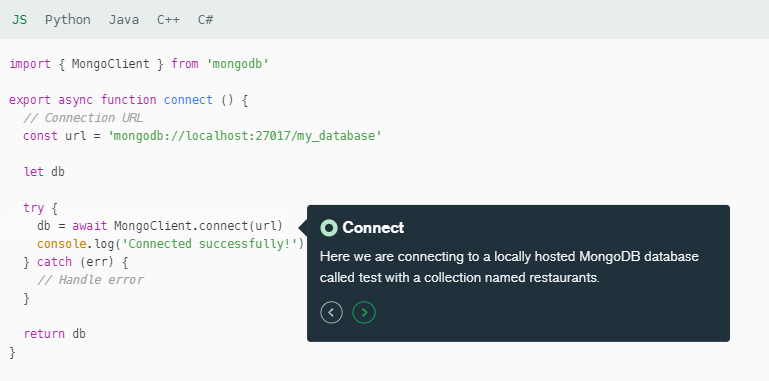 JS Python Java C++ C#
import { MongoClient } from 'mongodb'
export async function connect () {
// Connection URL
const url = 'mongodb://localhost:27017/my_database'
let db
try {
db = await MongoClient.connect(url)
console.log('Connected successfully!')
} catch (err) {
// Handle error
}
return db
}
Connect
Here we are connecting to a locally hosted MongoDB database
called test with a collection named restaurants.